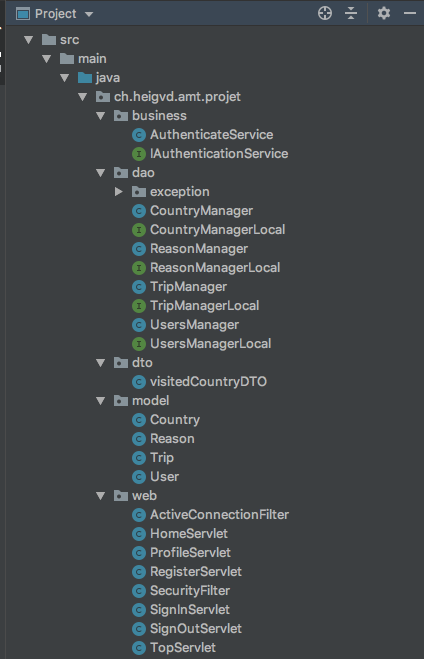 Project
src
main
java
ch.heigvd.amt.projet
business
AuthenticateService
IAuthenticationService
dao
exception
CountryManager
CountryManagerLocal
ReasonManager
ReasonManagerLocal
TripManager
TripManagerLocal
UsersManager
UsersManagerLocal
dto
visitedCountryDTO
model
Country
Reason
Trip
User
web
ActiveConnectionFilter
HomeServlet
ProfileServlet
RegisterServlet
SecurityFilter
SignInServlet
SignOutServlet
TopServlet